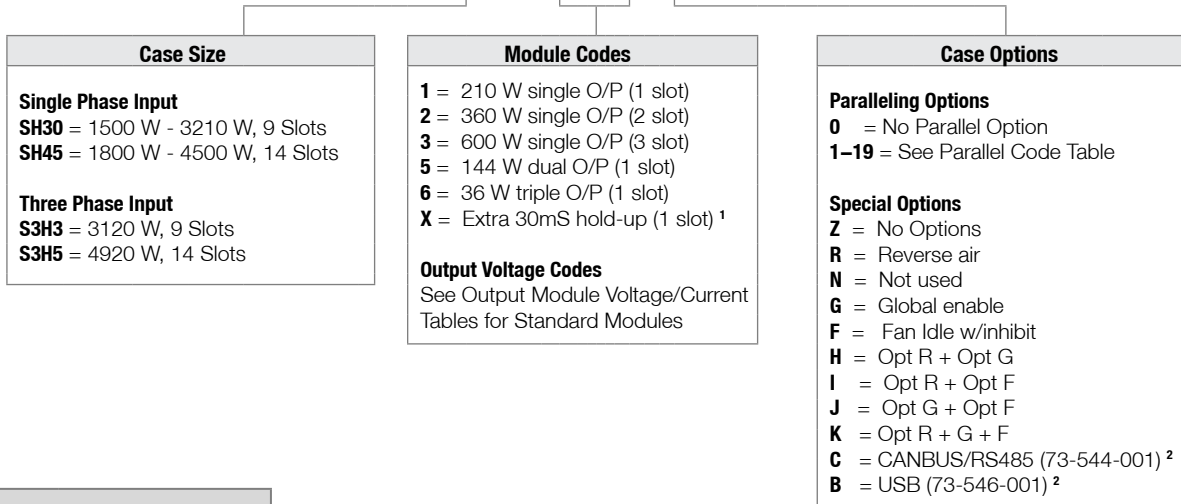 Case Size
Single Phase Input
SH30 = 1500 W - 3210 W, 9 Slots
SH45 = 1800 W - 4500 W, 14 Slots
Three Phase Input
S3H3 = 3120 W, 9 Slots
S3H5 = 4920 W, 14 Slots
Module Codes
1 = 210 W single O/P (1 slot)
2 = 360 W single O/P (2 slot)
3 = 600 W single O/P (3 slot)
5 = 144 W dual O/P (1 slot)
6 = 36 W triple O/P (1 slot)
X = Extra 30mS hold-up (1 slot) ¹
Output Voltage Codes
See Output Module Voltage/Current
Tables for Standard Modules
Case Options
Paralleling Options
0 = No Parallel Option
1–19 = See Parallel Code Table
Special Options
Z = No Options
R = Reverse air
N = Not used
G = Global enable
F = Fan Idle w/inhibit
H = Opt R + Opt G
I = Opt R + Opt F
J = Opt G + Opt F
K = Opt R + G + F
C = CANBUS/RS485 (73-544-001) ²
B = USB (73-546-001) ²